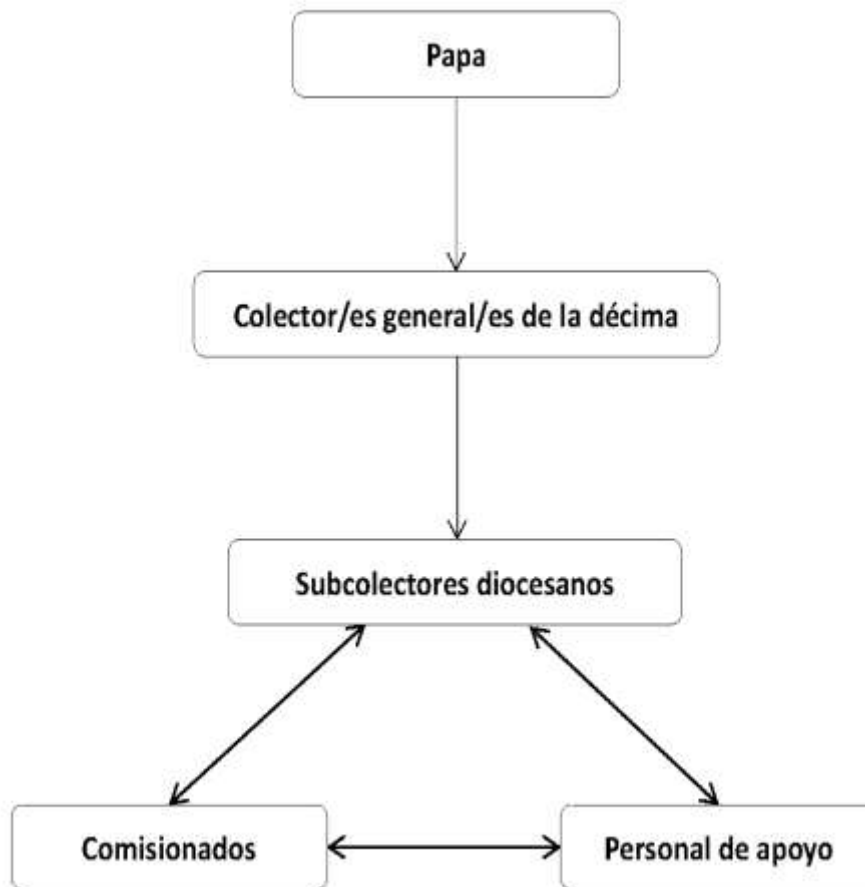 Papa
Colector/es general/es de la décima
Subcolectores diocesanos
Comisionados
Personal de apoyo